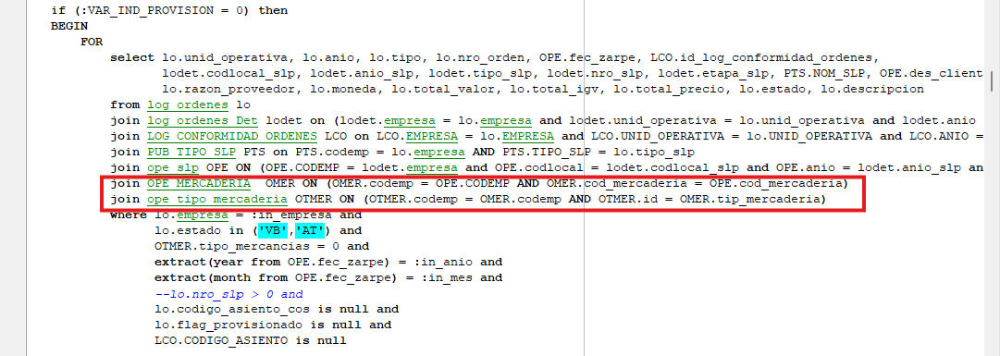 if (:VAR_IND_PROVISION = 0) then
BEGIN
FOR
select lo.unid_operativa, lo.anio, lo.tipo, lo.nro_orden, OPE.fec_zarpe, LCO.id_log_conformidad_ordenes,
lodet.codlocal_slp, lodet.anio_slp, lodet.tipo_slp, lodet.nro_slp, lodet.etapa_slp, PTS.NOM_SLP, OPE.des_client
lo.razon_proveedor, lo.moneda, lo.total_valor, lo.total_igv, lo.total_precio, lo.estado, lo.descripcion
from log_ordenes lo
join log_ordenes_Det lodet on (lodet.empresa = lo.empresa and lodet.unid_operativa = lo.unid_operativa and lodet.anio
join LOG_CONFORMIDAD_ORDENES LCO on LCO.EMPRESA = lo.EMPRESA and LCO.UNID_OPERATIVA = lo.UNID_OPERATIVA and LCO.ANIO =
join PUB_TIPO_SLP PTS on PTS.codemp = lo.empresa AND PTS.TIPO_SLP = lo.tipo_slp
join ope_slp OPE ON (OPE.CODEMP = lodet.empresa and OPE.codlocal = lodet.codlocal_slp and OPE.anio = lodet.anio_slp an
join OPE_MERCADERIA OMER ON (OMER.codemp = OPE.CODEMP AND OMER.cod_mercaderia = OPE.cod_mercaderia)
join ope_tipo_mercaderia OTMER ON (OTMER.codemp = OMER.codemp AND OTMER.id = OMER.tip_mercaderia)
where lo.empresa = :in_empresa and
lo.estado in ('VB','AT') and
OTMER.tipo_mercancias = 0 and
extract(year from OPE.fec_zarpe) = :in_anio and
extract(month from OPE.fec_zarpe) = :in_mes and
--lo.nro_slp > 0 and
lo.codigo_asiento_cos is null and
lo.flag_provisionado is null and
LCO.CODIGO_ASIENTO is null